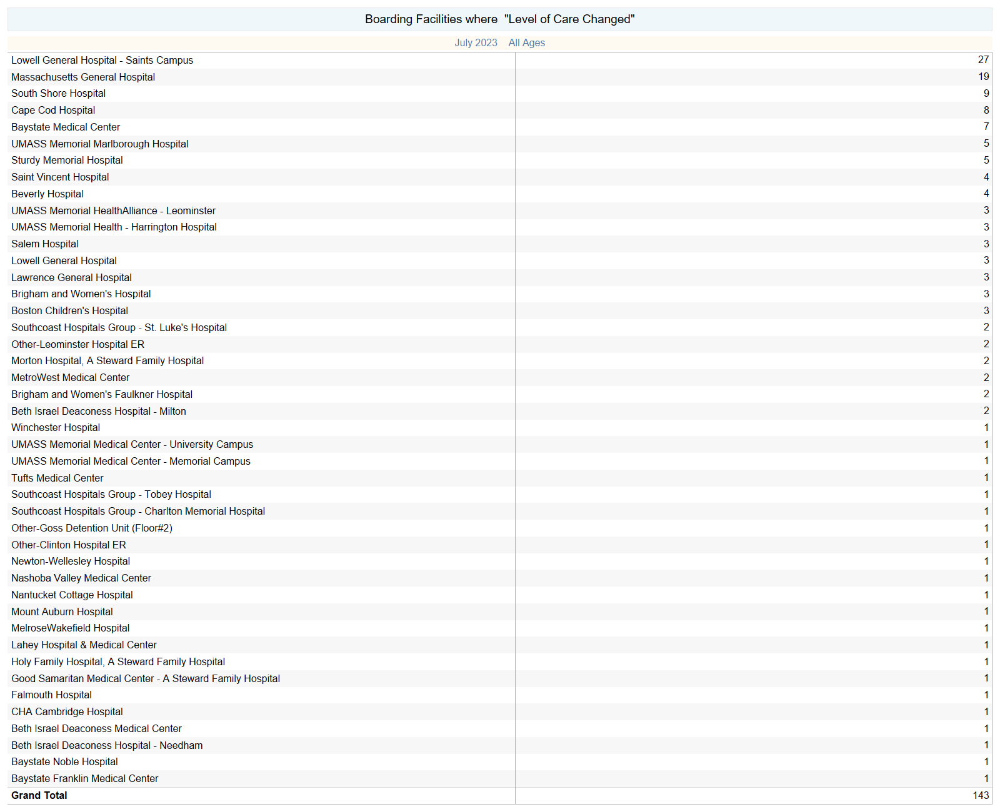 Boarding Facilities where  "Level of Care Changed"
July 2023    All Ages
Lowell General Hospital - Saints Campus 27
Massachusetts General Hospital 19
South Shore Hospital 9
Cape Cod Hospital 8
Baystate Medical Center 7
UMASS Memorial Marlborough Hospital 5
Sturdy Memorial Hospital 5
Saint Vincent Hospital 4
Beverly Hospital 4
UMASS Memorial HealthAlliance - Leominster 3
UMASS Memorial Health - Harrington Hospital 3
Salem Hospital 3
Lowell General Hospital 3
Lawrence General Hospital 3
Brigham and Women's Hospital 3
Boston Children's Hospital 3
Southcoast Hospitals Group - St. Luke's Hospital 2
Other-Leominster Hospital ER 2
Morton Hospital, A Steward Family Hospital 2
MetroWest Medical Center 2
Brigham and Women's Faulkner Hospital 2
Beth Israel Deaconess Hospital - Milton 2
Winchester Hospital 1
UMASS Memorial Medical Center - University Campus 1
UMASS Memorial Medical Center - Memorial Campus 1
Tufts Medical Center 1
Southcoast Hospitals Group - Tobey Hospital 1
Southcoast Hospitals Group - Charlton Memorial Hospital 1
Other-Goss Detention Unit (Floor#2) 1
Other-Clinton Hospital ER 1
Newton-Wellesley Hospital 1
Nashoba Valley Medical Center 1
Nantucket Cottage Hospital 1
Mount Auburn Hospital 1
MelroseWakefield Hospital 1
Lahey Hospital & Medical Center 1
Holy Family Hospital, A Steward Family Hospital 1
Good Samaritan Medical Center - A Steward Family Hospital 1
Falmouth Hospital 1
CHA Cambridge Hospital 1
Beth Israel Deaconess Medical Center 1
Beth Israel Deaconess Hospital - Needham 1
Baystate Noble Hospital 1
Baystate Franklin Medical Center 1
Grand Total 143